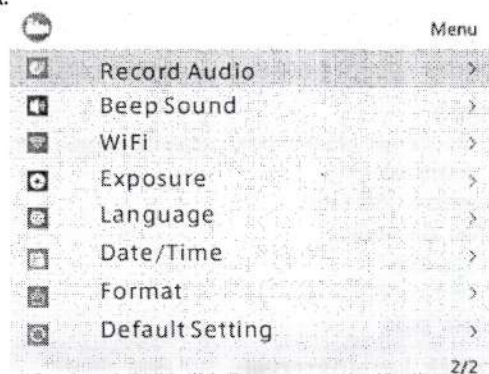 Menu
Record Audio
Beep Sound
WiFi
Exposure
Language
Date/Time
Format
Default Setting
2/2